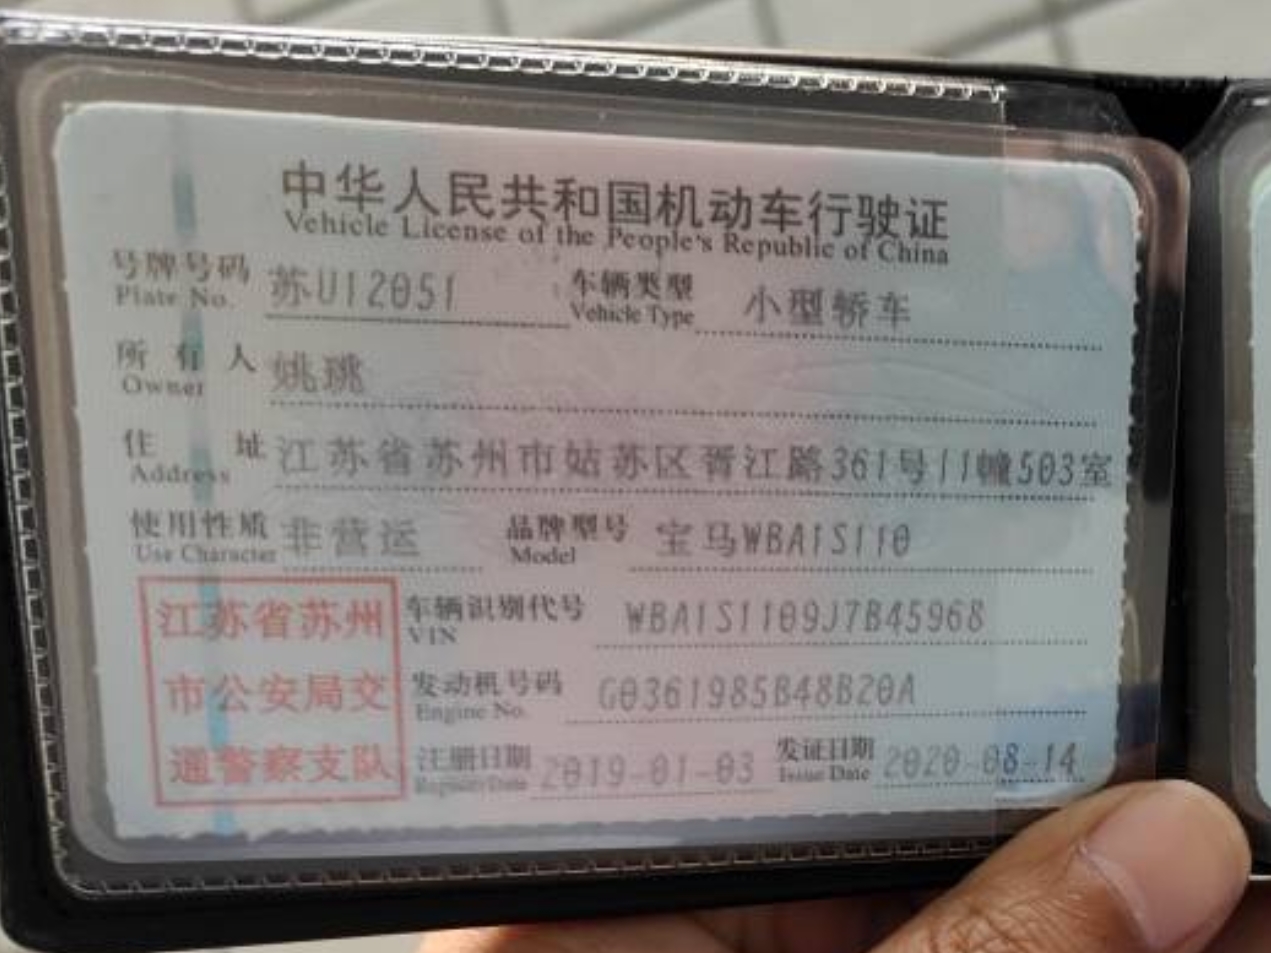 中华人民共和国机动车行驶证
Vehicle License of the People's Republic of China
号牌号码 苏U12051 车辆类型 小型轿车
Plate No. Vehicle Type
所有人 姚珧
Owner
住址 江苏省苏州市姑苏区胥江路361号11幢503室
Address
使用性质 非营运 品牌型号 宝马WBA1S110
Use Character Model
江苏省苏州
市公安局交
通警察支队
车辆识别代号 WBA1S1109J7B45968
VIN
发动机号码 G0361985B48B20A
Engine No.
注册日期 2019-01-03 发证日期 2020-08-14
Register Date Issue Date